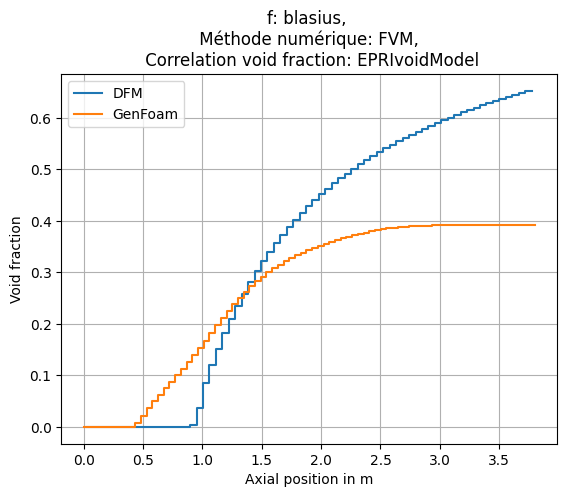 f: blasius,
Méthode numérique: FVM,
Correlation void fraction: EPRIvoidModel
DFM
GenFoam
Void fraction
0.6
0.5
0.4
0.3
0.2
0.1
0.0
0.0 0.5 1.0 1.5 2.0 2.5 3.0 3.5
Axial position in m